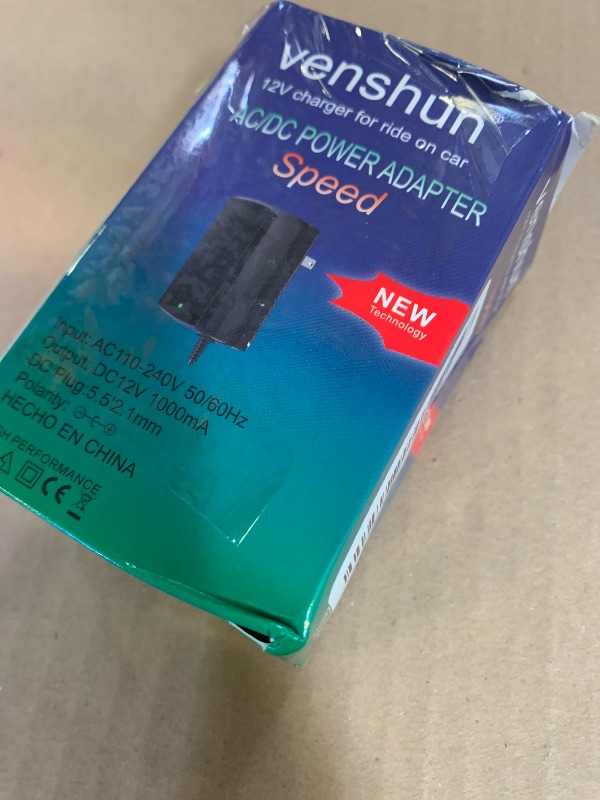 venshun®
12V charger for ride on car
AC/DC POWER ADAPTER
Speed
NEW
Technology
Input: AC110-240V 50/60Hz
Output: DC12V 1000mA
DC Plug:5.5*2.1mm
Polarity:
HECHO EN CHINA
PERFORMANCE
CE